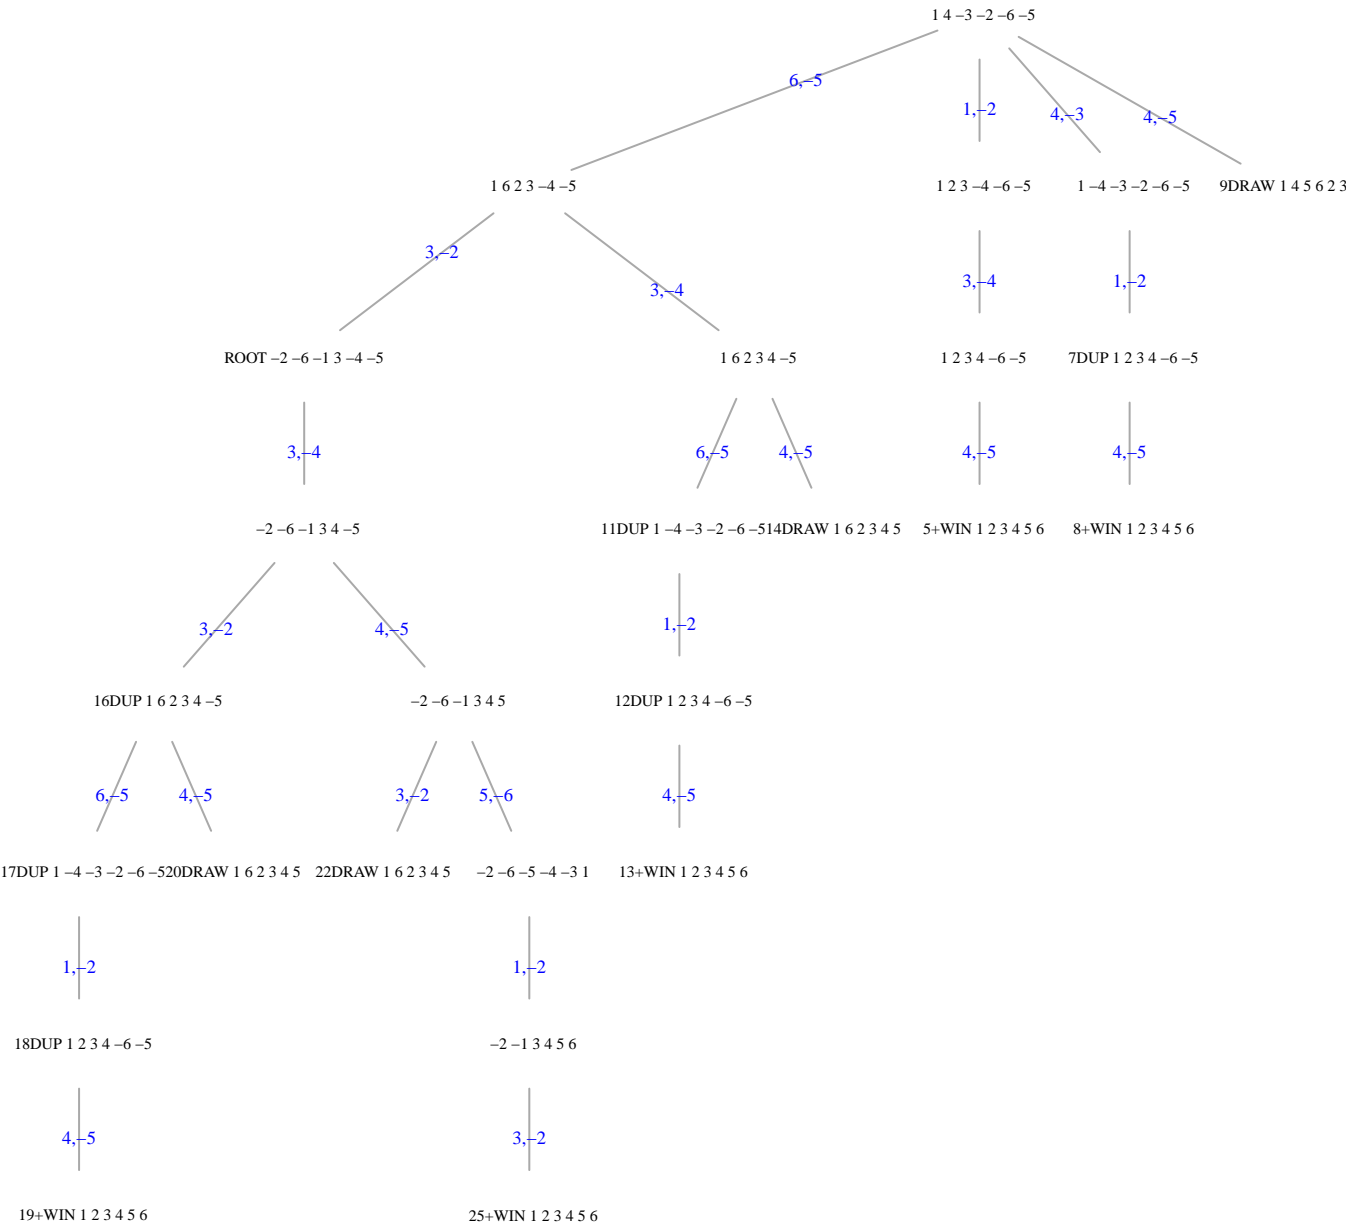 1 4 −3 −2 −6 −5
6,−5
1,−2
4,−3
4,−5
1 6 2 3 −4 −5
1 2 3 −4 −6 −5
1 −4 −3 −2 −6 −5
9DRAW 1 4 5 6 2 3
3,−2
3,−4
3,−4
1,−2
ROOT −2 −6 −1 3 −4 −5
1 6 2 3 4 −5
1 2 3 4 −6 −5
7DUP 1 2 3 4 −6 −5
3,−4
6,−5
4,−5
4,−5
4,−5
−2 −6 −1 3 4 −5
11DUP 1 −4 −3 −2 −6 −514DRAW 1 6 2 3 4 5
5+WIN 1 2 3 4 5 6
8+WIN 1 2 3 4 5 6
3,−2
4,−5
1,−2
16DUP 1 6 2 3 4 −5
−2 −6 −1 3 4 5
12DUP 1 2 3 4 −6 −5
6,−5
4,−5
3,−2
5,−6
4,−5
17DUP 1 −4 −3 −2 −6 −520DRAW 1 6 2 3 4 5
22DRAW 1 6 2 3 4 5
−2 −6 −5 −4 −3 1
13+WIN 1 2 3 4 5 6
1,−2
1,−2
18DUP 1 2 3 4 −6 −5
−2 −1 3 4 5 6
4,−5
3,−2
19+WIN 1 2 3 4 5 6
25+WIN 1 2 3 4 5 6